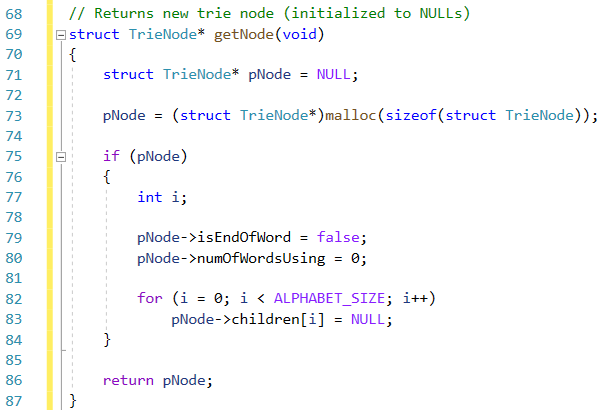 68 // Returns new trie node (initialized to NULLs)
69 struct TrieNode* getNode(void)
70 {
71     struct TrieNode* pNode = NULL;
72
73     pNode = (struct TrieNode*)malloc(sizeof(struct TrieNode));
74
75     if (pNode)
76     {
77         int i;
78
79         pNode->isEndOfWord = false;
80         pNode->numOfWordsUsing = 0;
81
82         for (i = 0; i < ALPHABET_SIZE; i++)
83             pNode->children[i] = NULL;
84     }
85
86     return pNode;
87 }